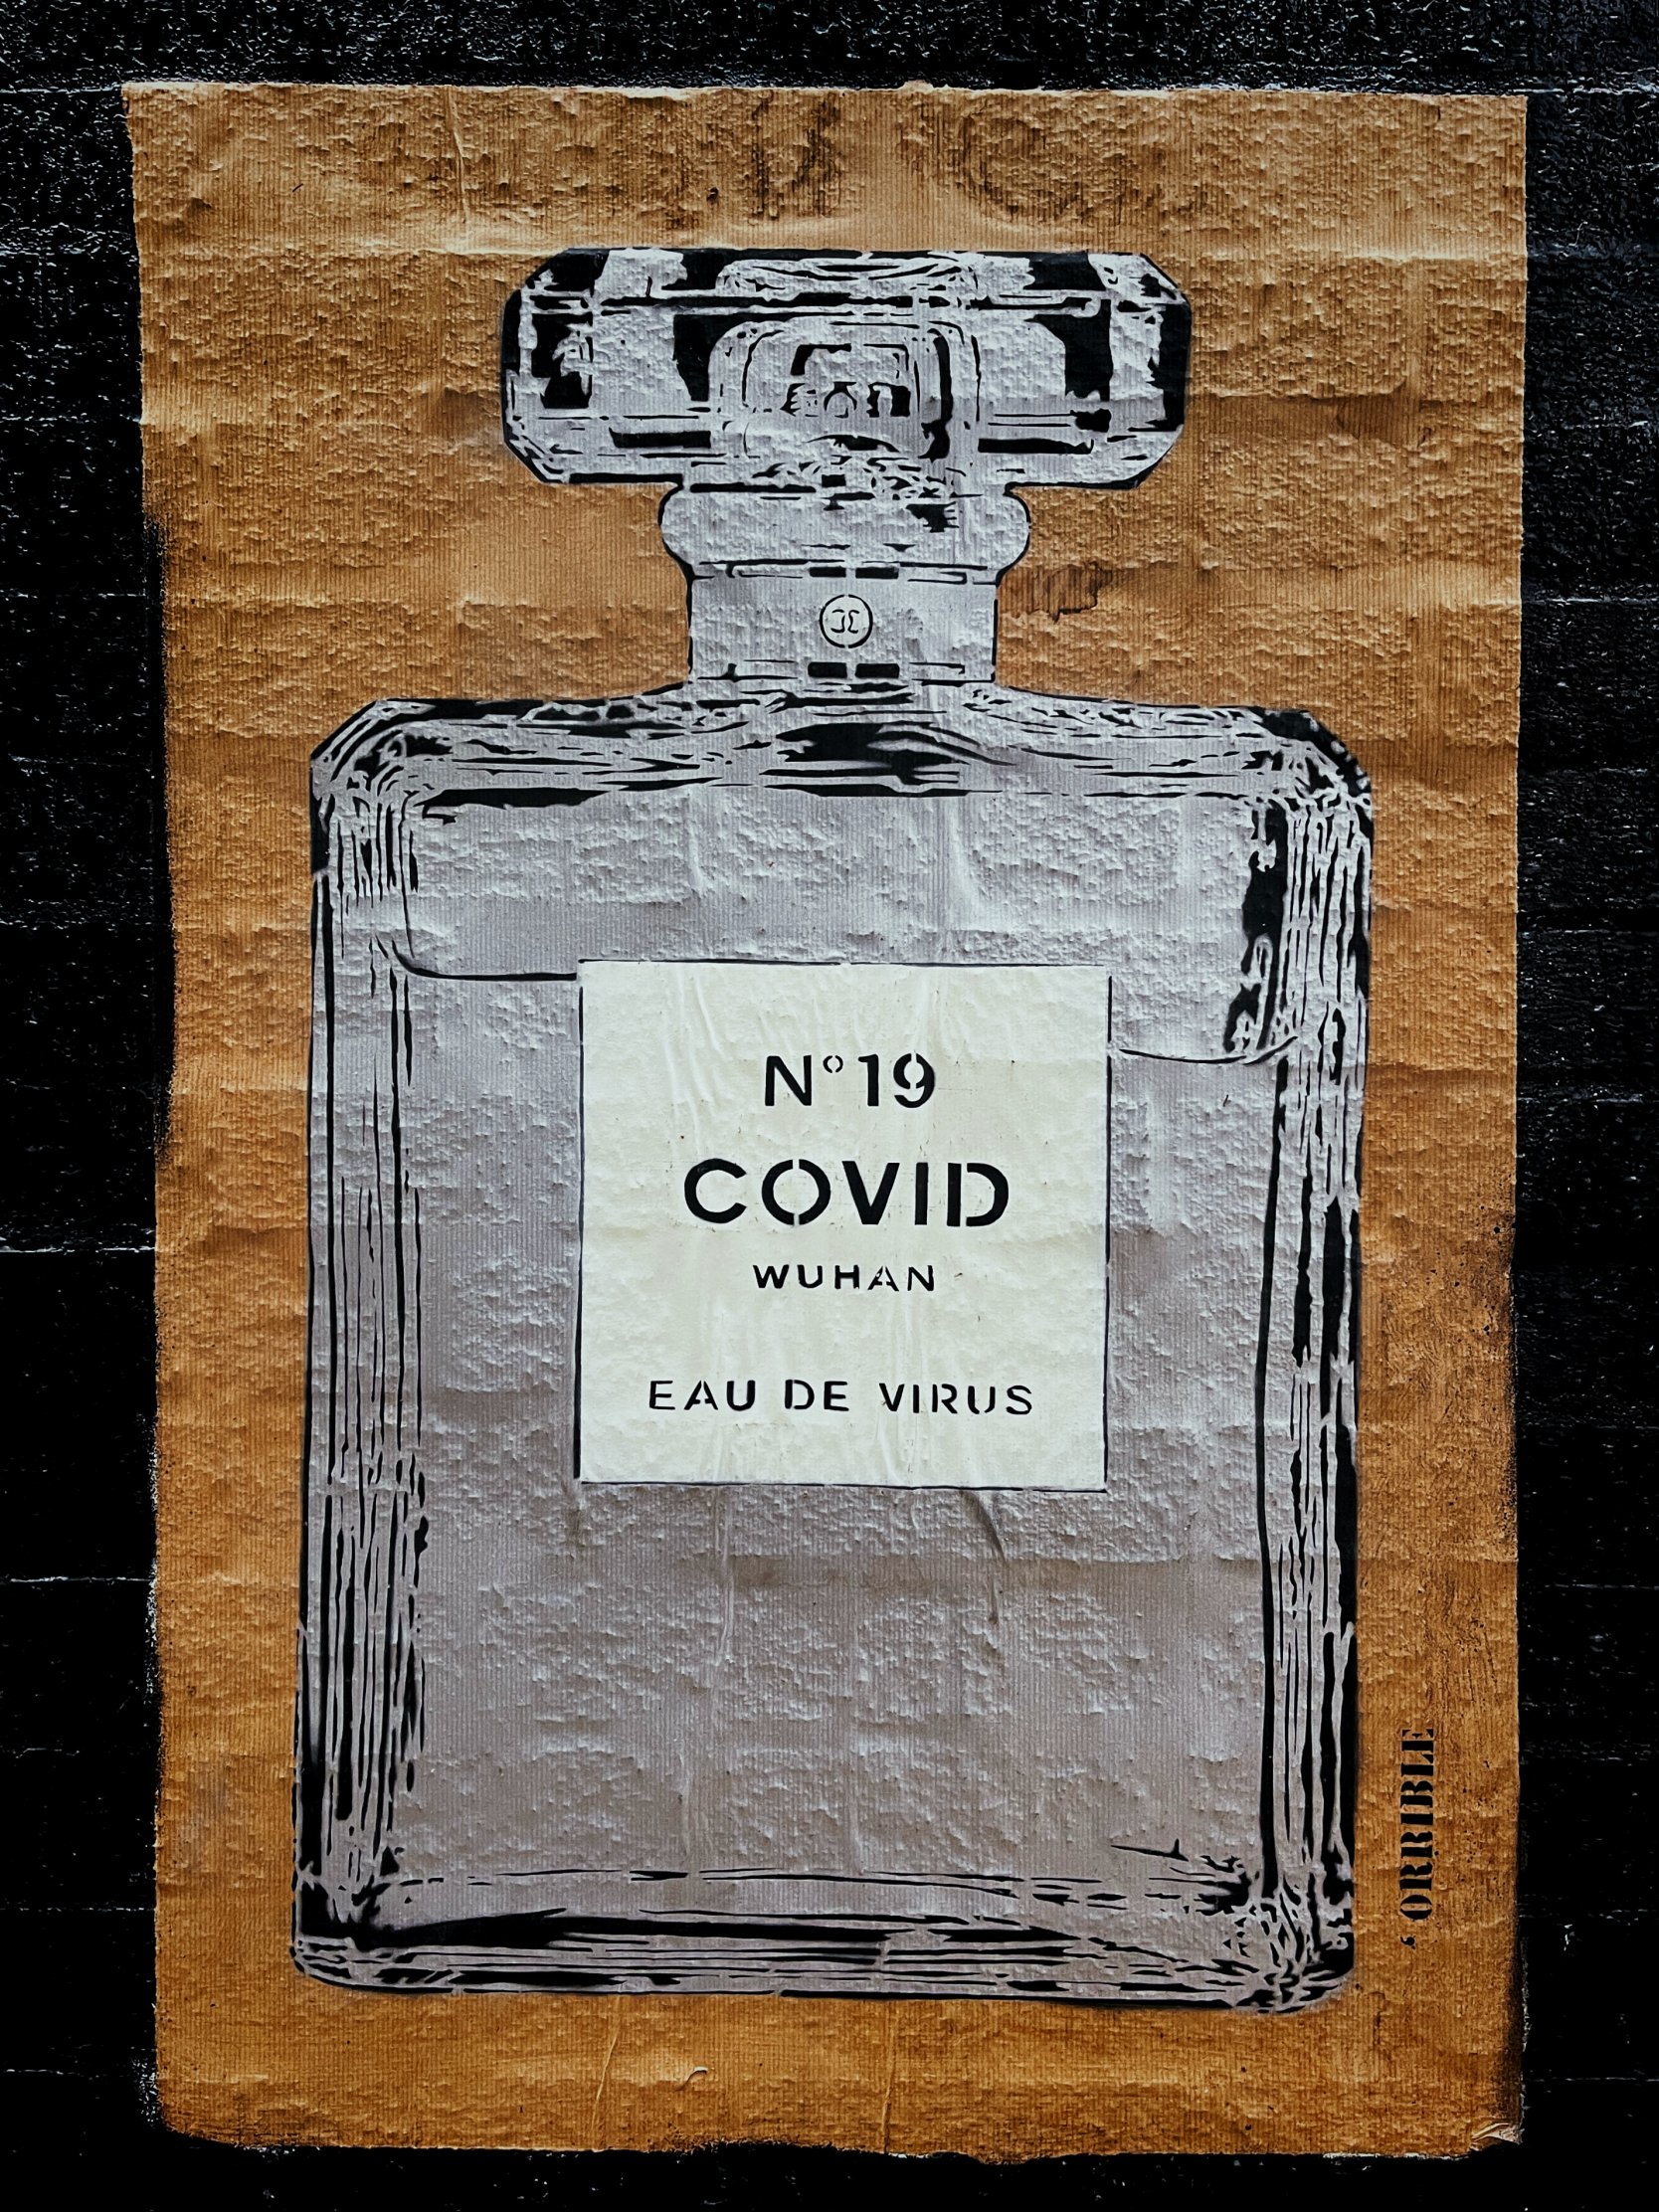 N°19
COVID
WUHAN
EAU DE VIRUS
'ORRIBLE